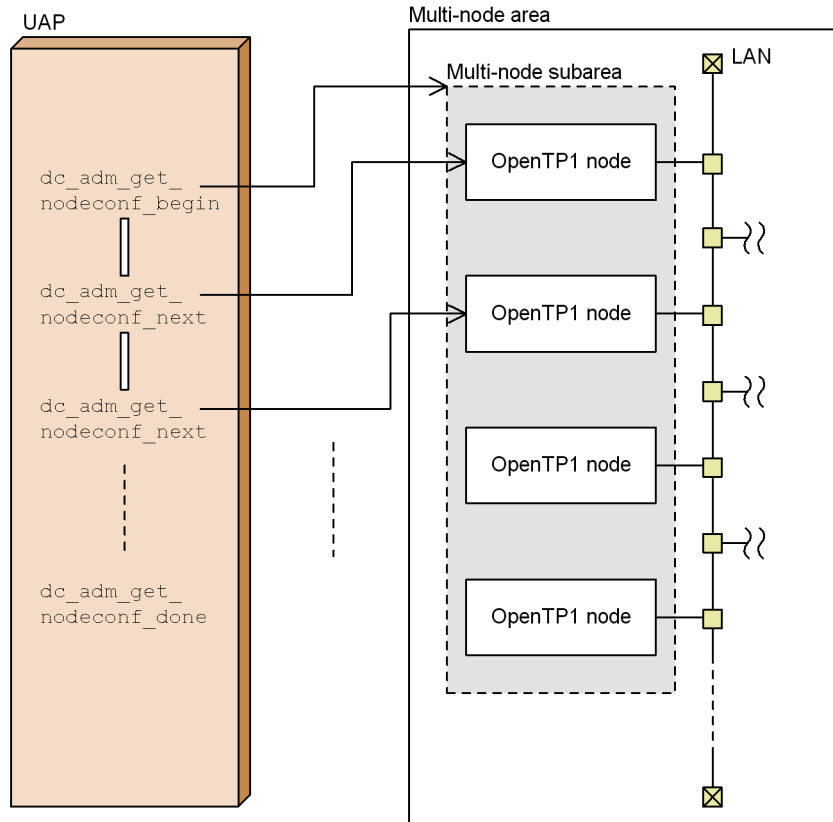 UAP
Multi-node area
Multi-node subarea
LAN
dc_adm_get_
nodeconf_begin
dc_adm_get_
nodeconf_next
dc_adm_get_
nodeconf_next
dc_adm_get_
nodeconf_done
OpenTP1 node
OpenTP1 node
OpenTP1 node
OpenTP1 node